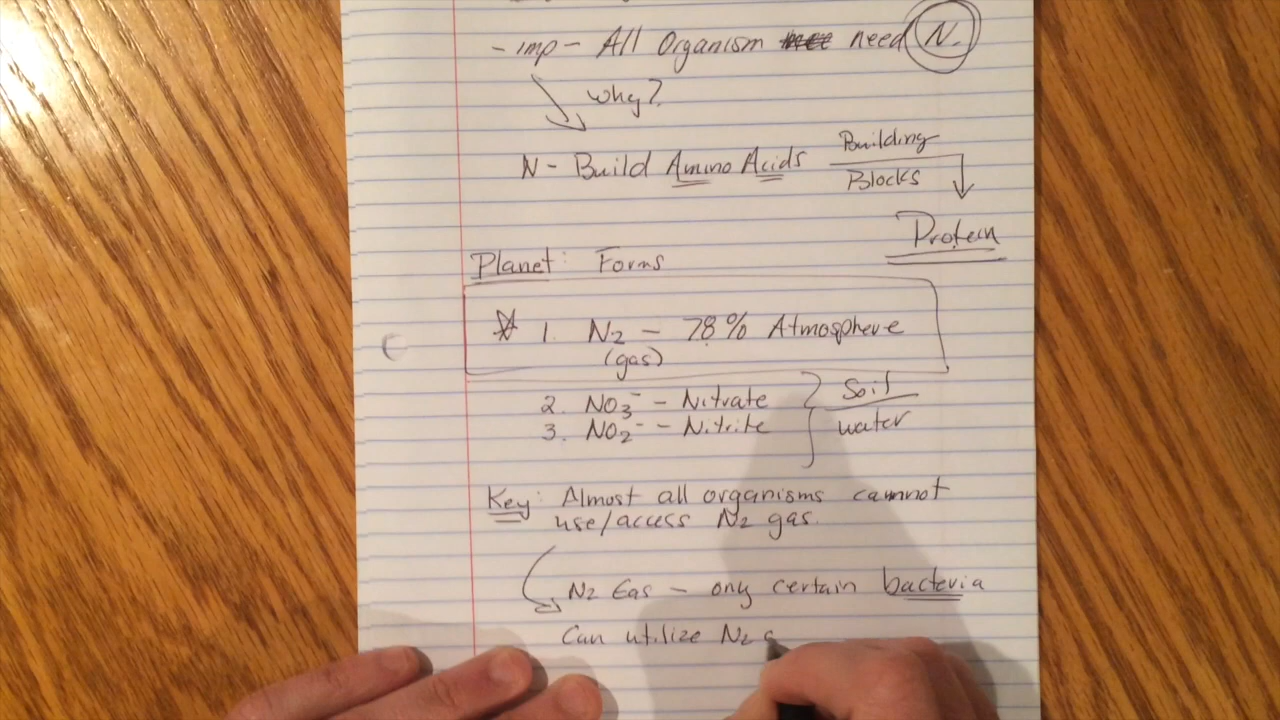 - imp - All Organism need N.
why?
N - Build Amino Acids Building Blocks
Protein
Planet: Forms
☆ 1. N2 - 78% Atmosphere
(gas)
2. NO3⁻ - Nitrate
3. NO2⁻ - Nitrite
Soil
water
Key: Almost all organisms cannot
use/access N2 gas.
N2 Gas - ony certain bacteria
Can utilize N2